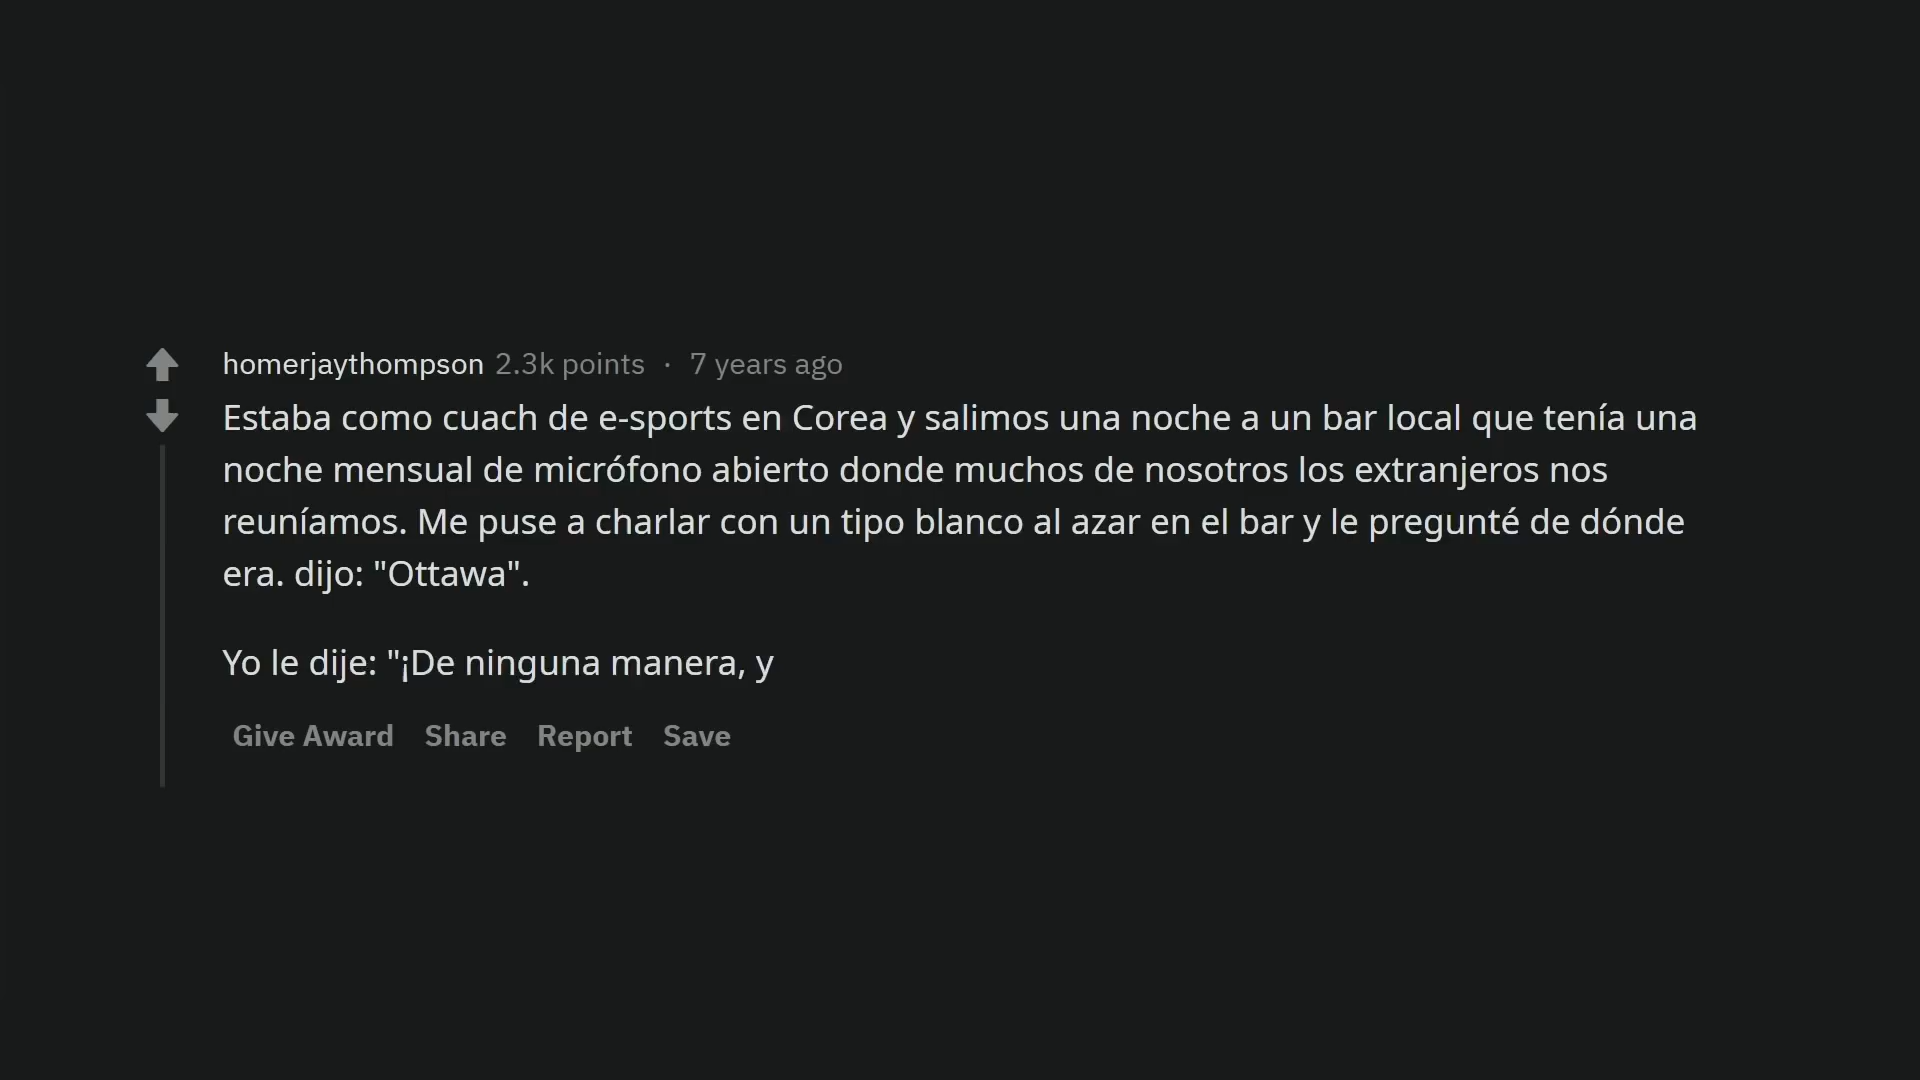 homerjaythompson 2.3k points · 7 years ago
Estaba como cuach de e-sports en Corea y salimos una noche a un bar local que tenía una
noche mensual de micrófono abierto donde muchos de nosotros los extranjeros nos
reuníamos. Me puse a charlar con un tipo blanco al azar en el bar y le pregunté de dónde
era. dijo: "Ottawa".
Yo le dije: "¡De ninguna manera, y
Give Award Share Report Save